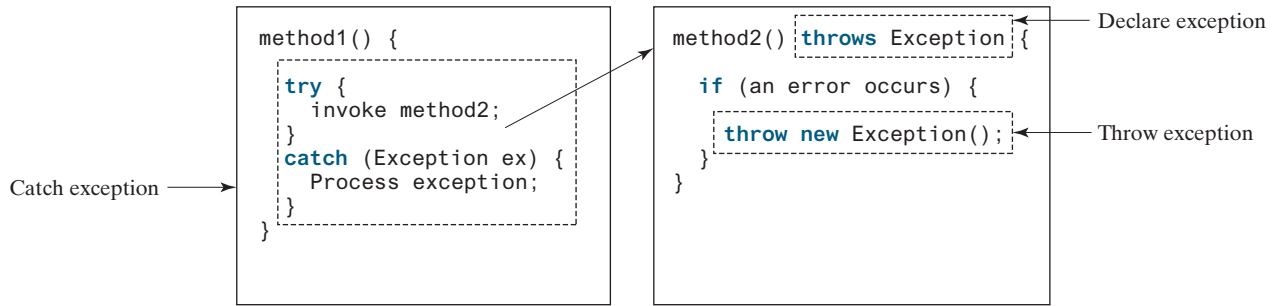 Catch exception
method1() {
try {
invoke method2;
}
catch (Exception ex) {
Process exception;
}
}
method2() throws Exception {
if (an error occurs) {
throw new Exception();
}
}
Declare exception
Throw exception